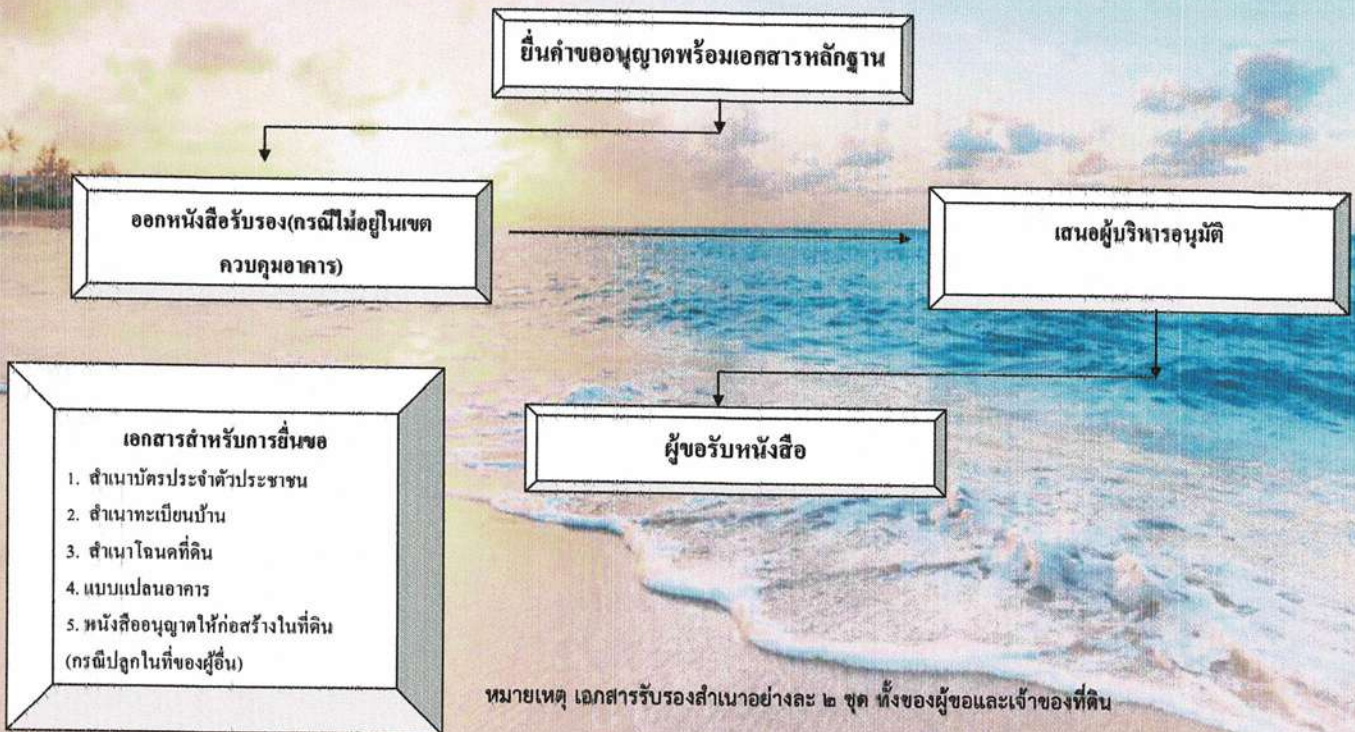 ยื่นคำขออนุญาตพร้อมเอกสารหลักฐาน
ออกหนังสือรับรอง(กรณีไม่อยู่ในเขต
ควบคุมอาคาร)
เสนอผู้บริหารอนุมัติ
ผู้ขอรับหนังสือ
เอกสารสำหรับการยื่นขอ
1. สำเนาบัตรประจำตัวประชาชน
2. สำเนาทะเบียนบ้าน
3. สำเนาโฉนดที่ดิน
4. แบบแปลนอาคาร
5. หนังสืออนุญาตให้ก่อสร้างในที่ดิน
(กรณีปลูกในที่ของผู้อื่น)
หมายเหตุ เอกสารรับรองสำเนาอย่างละ ๒ ชุด ทั้งของผู้ขอและเจ้าของที่ดิน